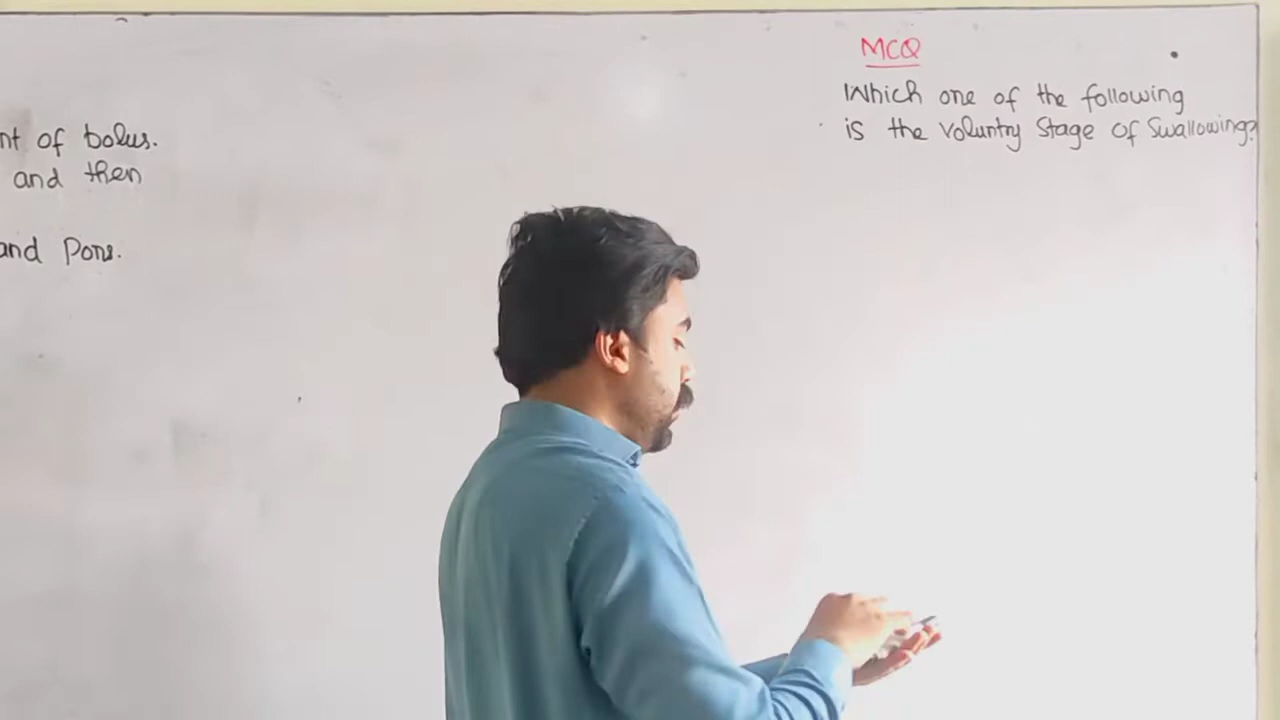 nt of bolus.
and then
and Pons.
MCQ
Which one of the following
is the voluntry Stage of Swallowing?